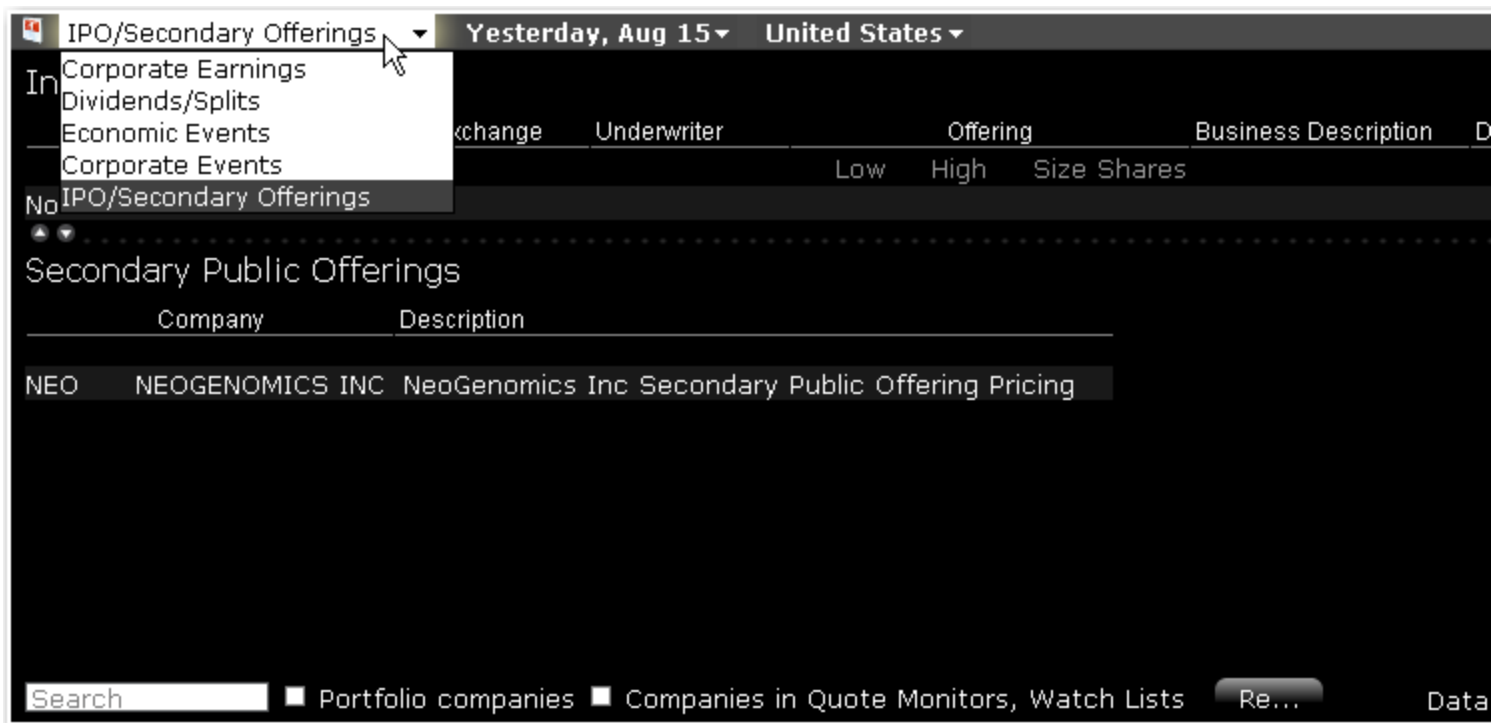 IPO/Secondary Offerings Yesterday, Aug 15 United States
Corporate Earnings
Dividends/Splits
Economic Events
Corporate Events
IPO/Secondary Offerings
In
xchange Underwriter Offering Business Description D
Low High Size Shares
No
Secondary Public Offerings
Company Description
NEO NEOGENOMICS INC NeoGenomics Inc Secondary Public Offering Pricing
Search Portfolio companies Companies in Quote Monitors, Watch Lists Re... Data